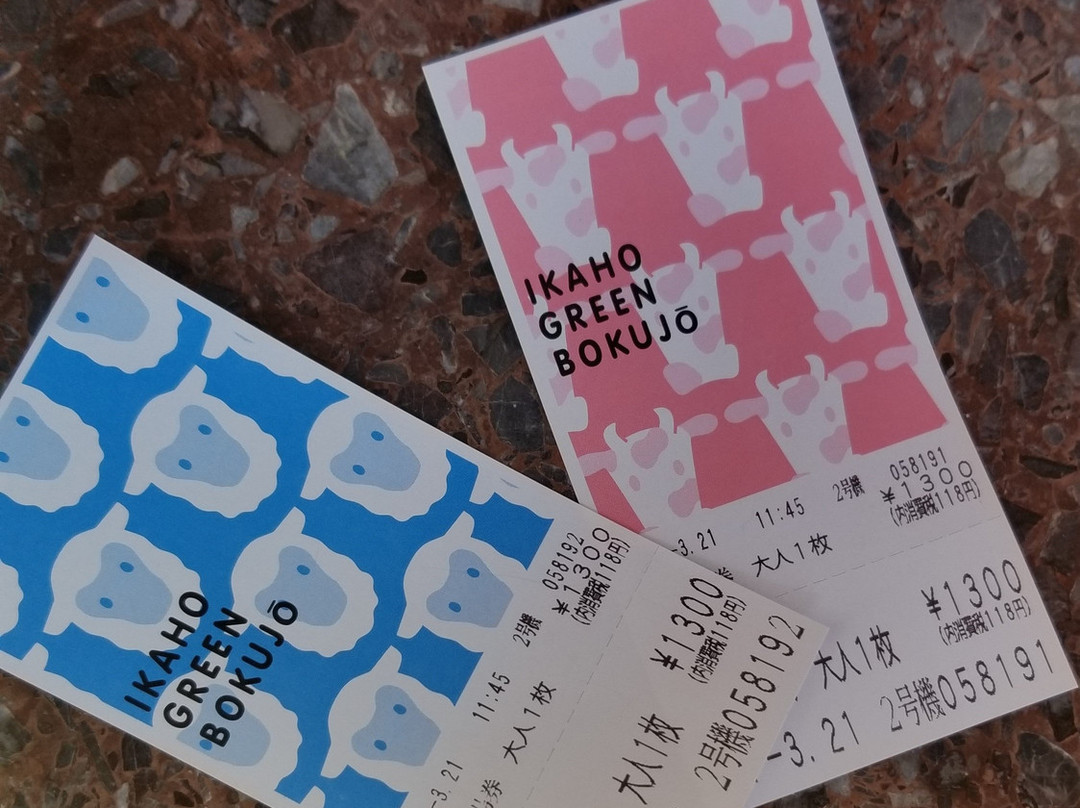 IKAHO
GREEN
BOKUJŌ
-3.21 11:45 2号機 058191
大人1枚 ¥1300
(内消費税118円)
券
¥1300
(内消費税118円)
大人1枚
-3. 21 2号機058191
IKAHO
GREEN
BOKUJŌ
-3.21 11:45 2号機 058192
大人1枚 ¥1300
(内消費税118円)
券
¥1300
(内消費税118円)
大人1枚
2号機058192